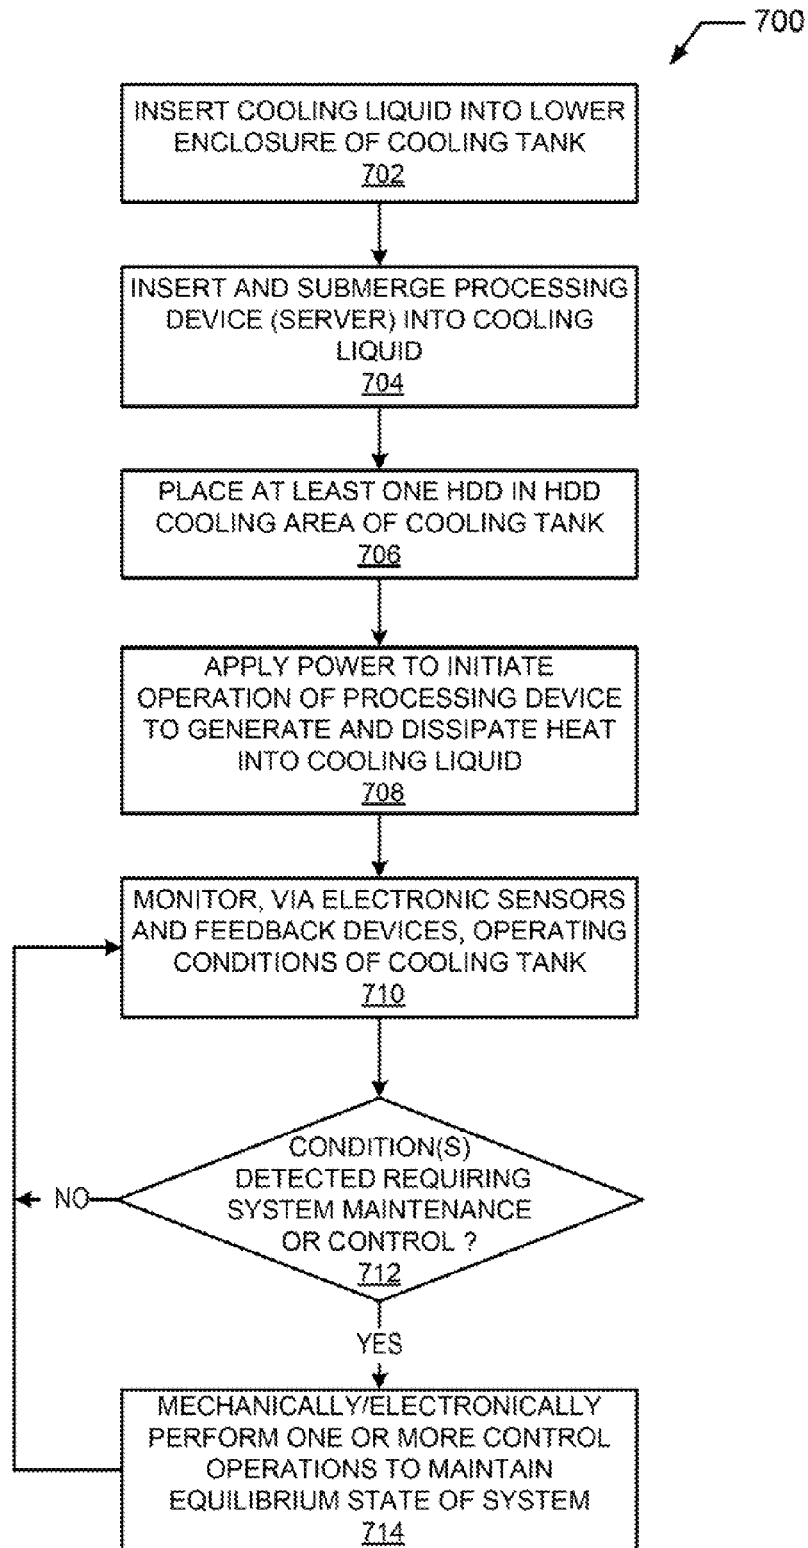 700
INSERT COOLING LIQUID INTO LOWER
ENCLOSURE OF COOLING TANK
702
INSERT AND SUBMERGE PROCESSING
DEVICE (SERVER) INTO COOLING
LIQUID
704
PLACE AT LEAST ONE HDD IN HDD
COOLING AREA OF COOLING TANK
706
APPLY POWER TO INITIATE
OPERATION OF PROCESSING DEVICE
TO GENERATE AND DISSIPATE HEAT
INTO COOLING LIQUID
708
MONITOR, VIA ELECTRONIC SENSORS
AND FEEDBACK DEVICES, OPERATING
CONDITIONS OF COOLING TANK
710
CONDITION(S)
DETECTED REQUIRING
SYSTEM MAINTENANCE
OR CONTROL ?
712
NO
YES
MECHANICALLY/ELECTRONICALLY
PERFORM ONE OR MORE CONTROL
OPERATIONS TO MAINTAIN
EQUILIBRIUM STATE OF SYSTEM
714